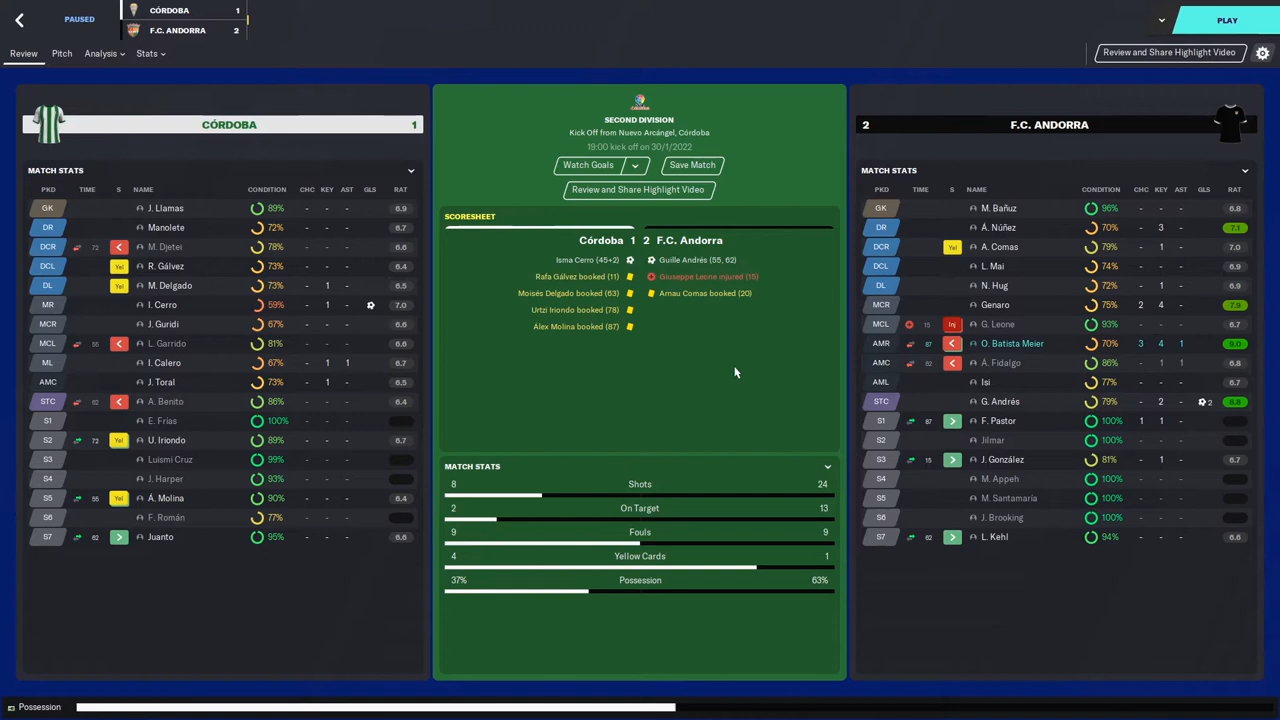 PAUSED
CÓRDOBA 1
F.C. ANDORRA 2
PLAY
Review Pitch Analysis Stats
Review and Share Highlight Video
CÓRDOBA 1
MATCH STATS
PKD TIME S NAME CONDITION CHC KEY AST GLS RAT
GK J. Llamas 89% - - - 6.9
DR Manolete 72% - - - 6.7
DCR 72 M. Djetei 78% - - - 6.6
DCL Yel R. Gálvez 73% - - - 6.4
DL Yel M. Delgado 73% - 1 - 6.5
MR I. Cerro 59% - 1 - 7.0
MCR J. Guridi 67% - - - 6.6
MCL 55 L. Garrido 81% - - - 6.6
ML I. Calero 67% - 1 1 6.7
AMC J. Toral 73% - 1 - 6.5
STC 62 A. Benito 86% - - - 6.4
S1 E. Frías 100%
S2 72 Yel U. Iriondo 89% - - - 6.7
S3 Luismi Cruz 99%
S4 J. Harper 93%
S5 55 Yel Á. Molina 90% - - - 6.4
S6 F. Román 77%
S7 62 Juanto 95% - - - 6.6
SECOND DIVISION
Kick Off from Nuevo Arcángel, Córdoba
19:00 kick off on 30/1/2022
Watch Goals Save Match
Review and Share Highlight Video
SCORESHEET
Córdoba 1 2 F.C. Andorra
Isma Cerro (45+2) Guille Andrés (55, 62)
Rafa Gálvez booked (11) Giuseppe Leone injured (15)
Moisés Delgado booked (63) Arnau Comas booked (20)
Urtzi Iriondo booked (78)
Alex Molina booked (87)
MATCH STATS
8 Shots 24
2 On Target 13
9 Fouls 9
4 Yellow Cards 1
37% Possession 63%
2 F.C. ANDORRA
MATCH STATS
PKD TIME S NAME CONDITION CHC KEY AST GLS RAT
GK M. Bañuz 96% - - - 6.8
DR Á. Núñez 70% - 3 - 7.1
DCR Yel A. Comas 79% - 1 - 7.0
DCL L. Mai 74% - - - 6.9
DL N. Hug 72% - 1 - 6.8
MCR Genaro 75% 2 4 - 7.9
MCL 15 Inj G. Leone 93% - - - 6.7
AMR 87 O. Batista Meier 70% 3 4 1 9.0
AMC 62 Á. Fidalgo 86% - 1 1 6.8
AML Isi 77% - - - 6.7
STC G. Andrés 79% - 2 - 2 8.8
S1 87 F. Pastor 100% 1 1 -
S2 Jilmar 100%
S3 15 J. González 81% - 1 - 6.7
S4 M. Appeh 100%
S5 M. Santamaría 100%
S6 J. Brooking 100%
S7 62 L. Kehl 94% - - - 6.6
Possession